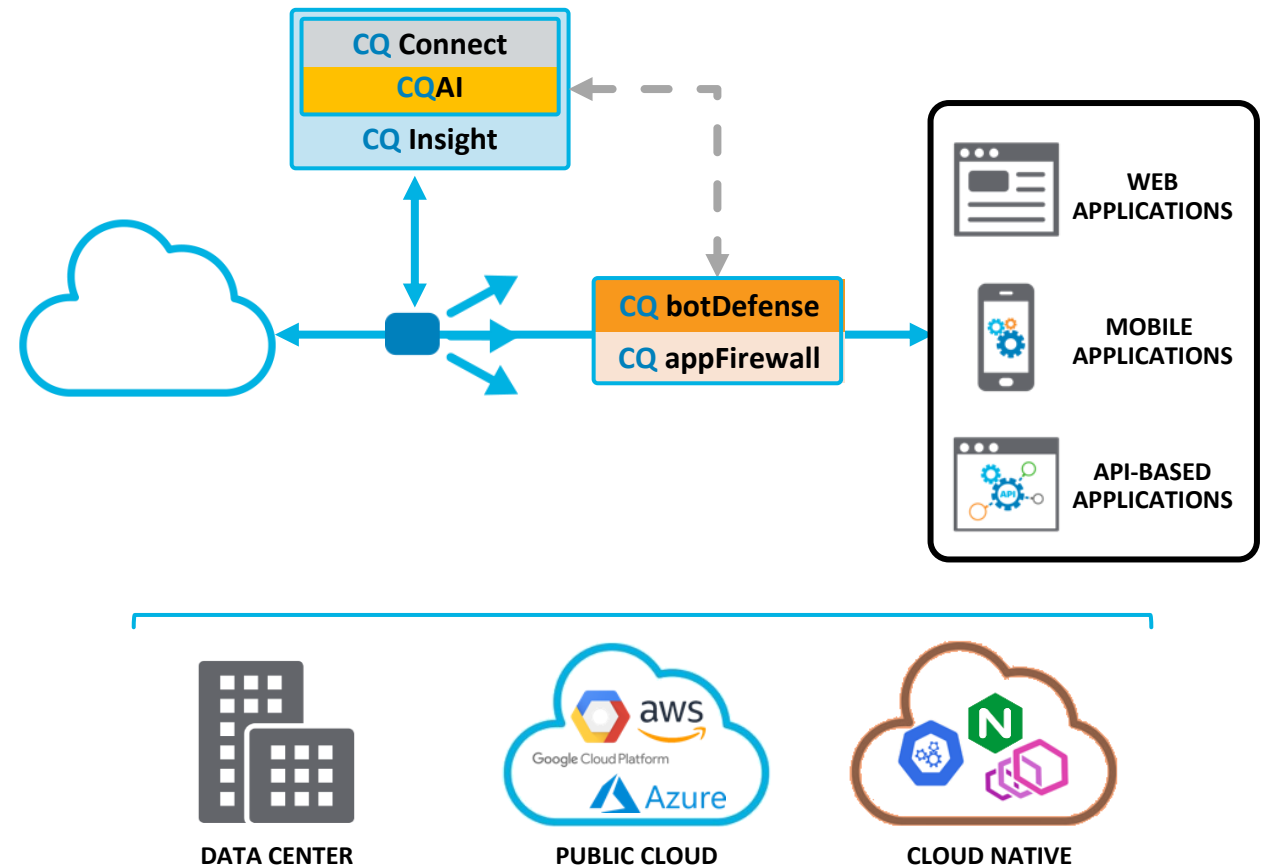 CQ Connect
CQAI
CQ Insight
CQ botDefense
CQ appFirewall
WEB
APPLICATIONS
MOBILE
APPLICATIONS
API
API-BASED
APPLICATIONS
aws
Google Cloud Platform
Azure
N
DATA CENTER
PUBLIC CLOUD
CLOUD NATIVE